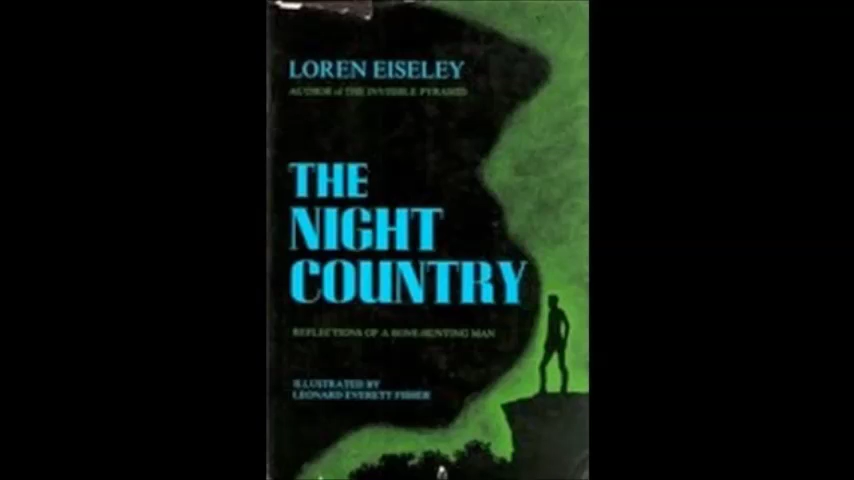 LOREN EISELEY
AUTHOR of THE INVISIBLE PYRAMID
THE
NIGHT
COUNTRY
REFLECTIONS OF A BONE-HUNTING MAN
ILLUSTRATED BY
LEONARD EVERETT FISHER